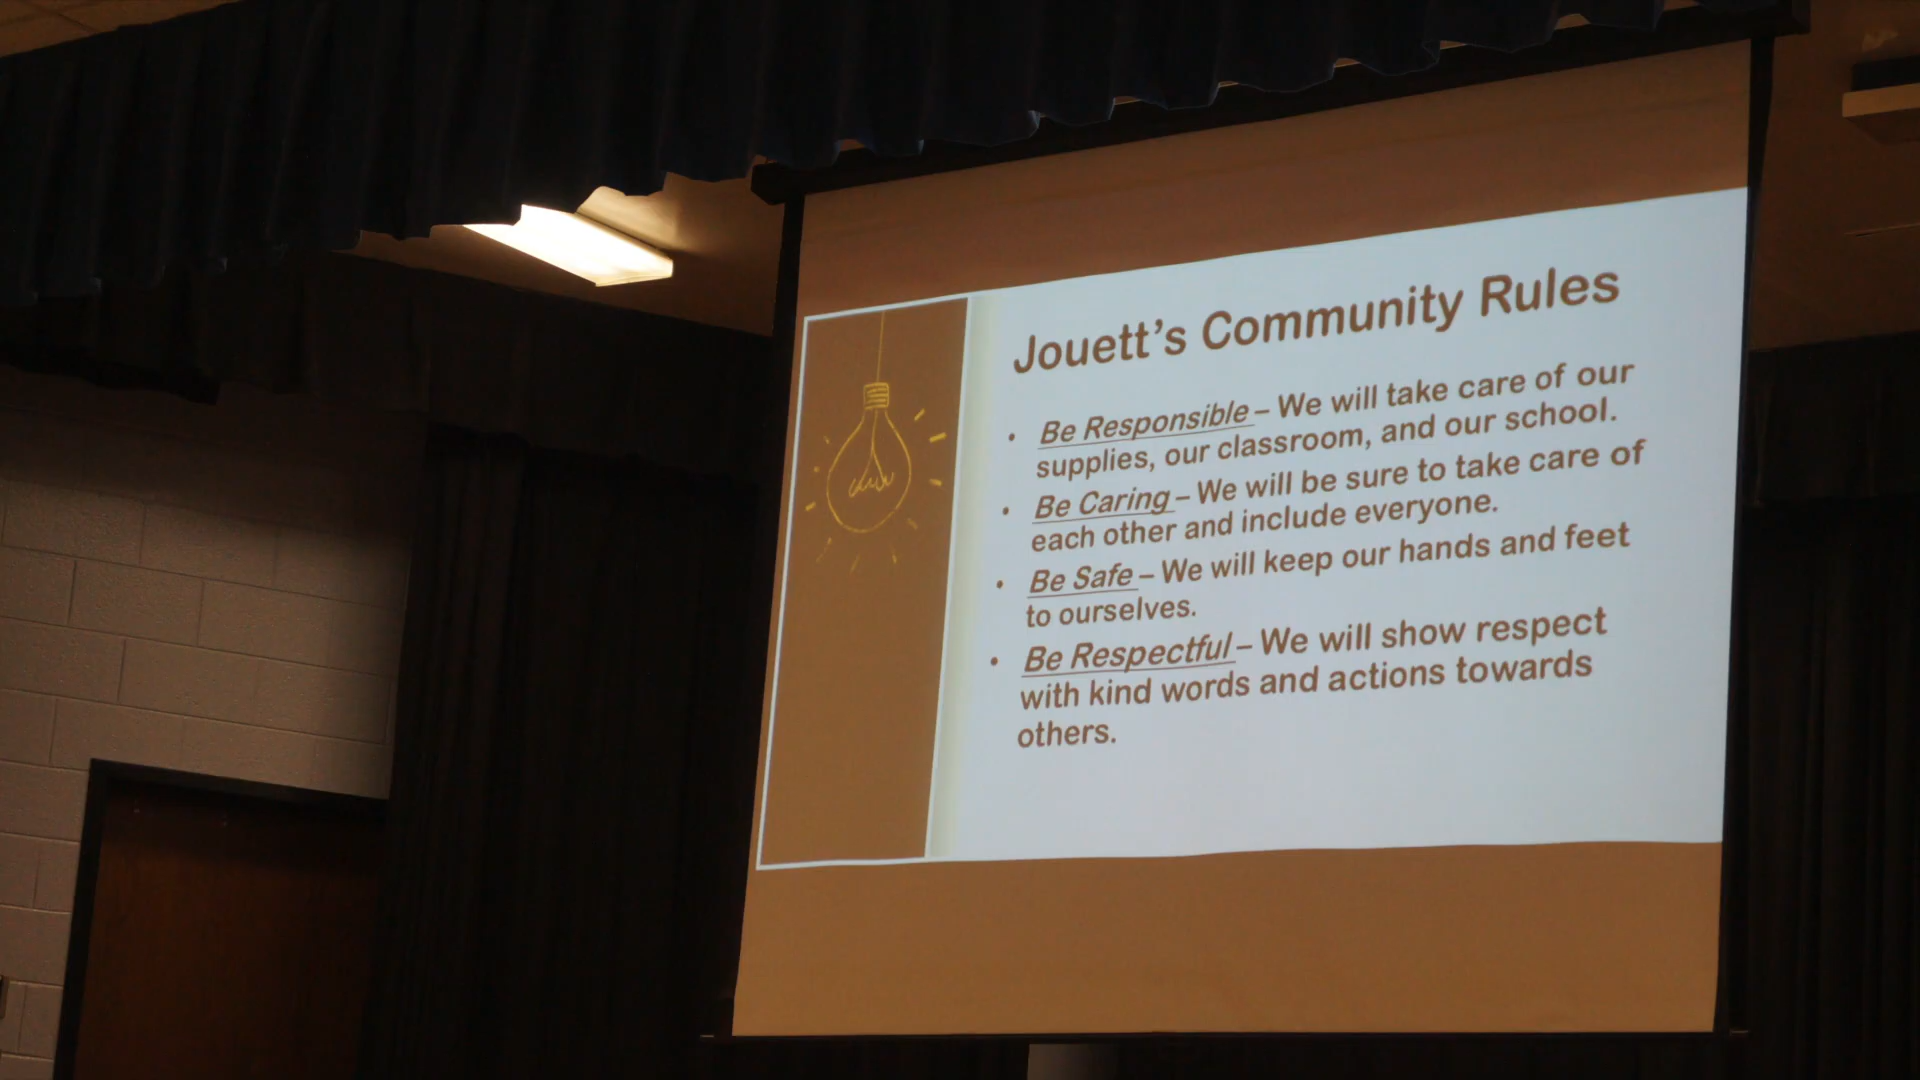 Jouett's Community Rules
• Be Responsible – We will take care of our
supplies, our classroom, and our school.
• Be Caring – We will be sure to take care of
each other and include everyone.
• Be Safe – We will keep our hands and feet
to ourselves.
• Be Respectful – We will show respect
with kind words and actions towards
others.